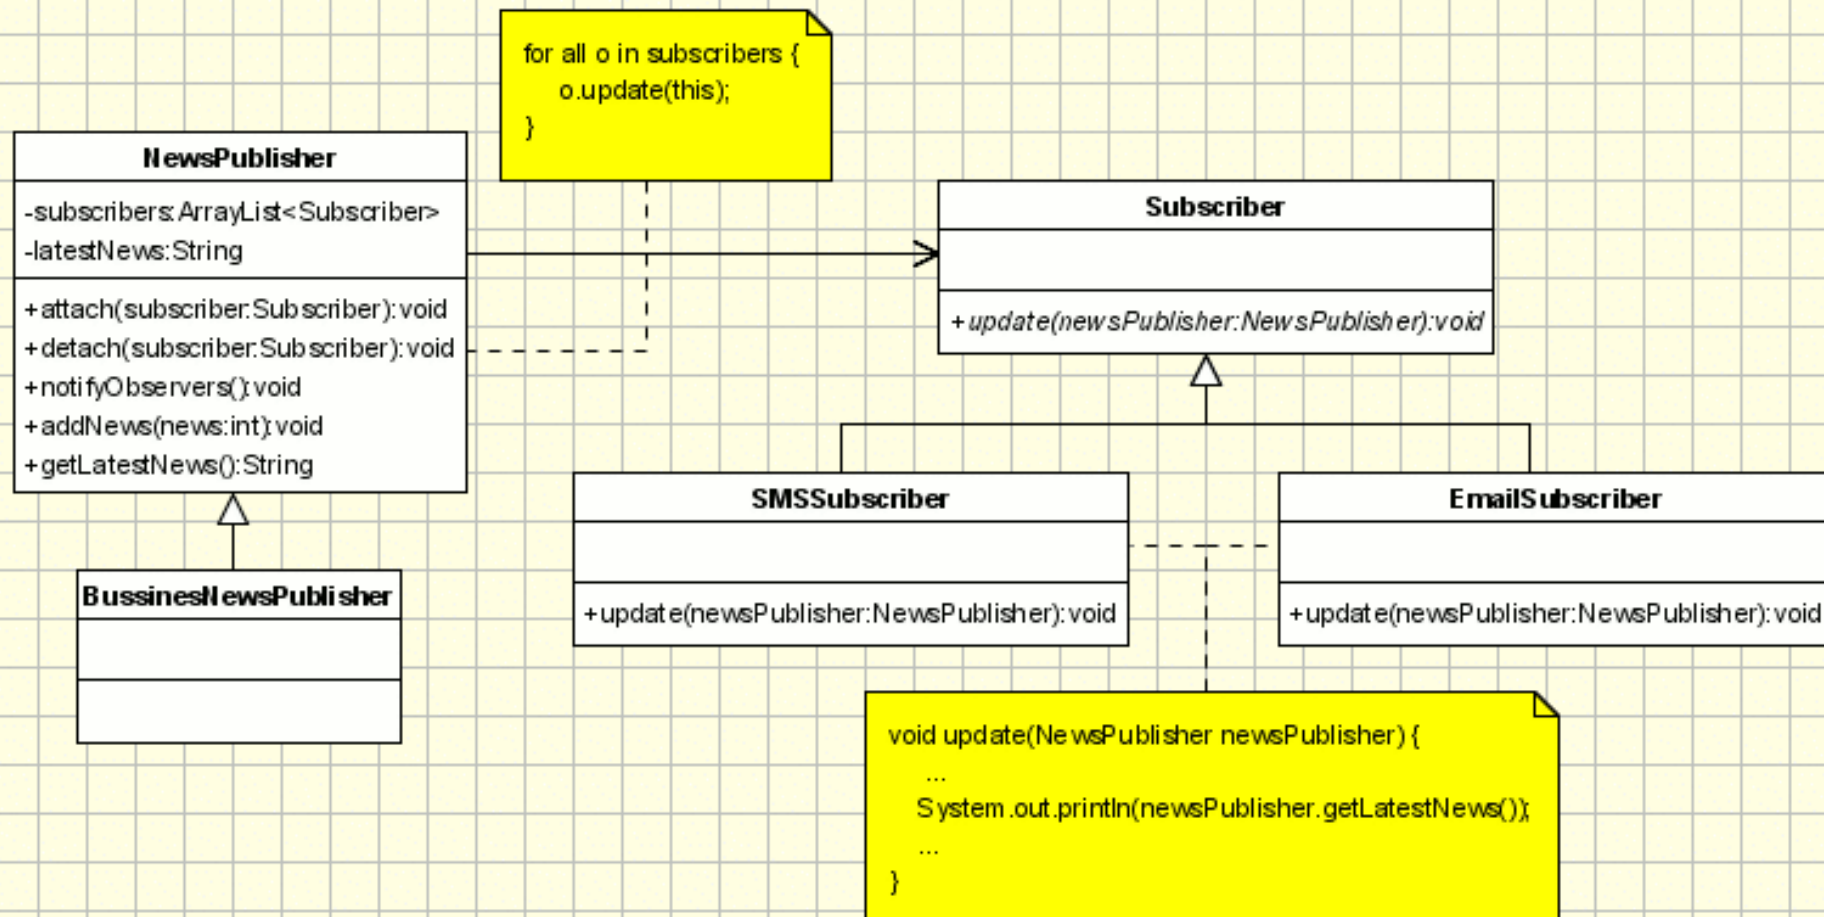 for all o in subscribers {
o.update(this);
}
NewsPublisher
-subscribers:ArrayList<Subscriber>
-latestNews:String
+attach(subscriber:Subscriber):void
+detach(subscriber:Subscriber):void
+notifyObservers():void
+addNews(news:int):void
+getLatestNews():String
Subscriber
+update(newsPublisher:NewsPublisher):void
BussinesNewsPublisher
SMSSubscriber
+update(newsPublisher:NewsPublisher):void
EmailSubscriber
+update(newsPublisher:NewsPublisher):void
void update(NewsPublisher newsPublisher) {
...
System.out.println(newsPublisher.getLatestNews());
...
}